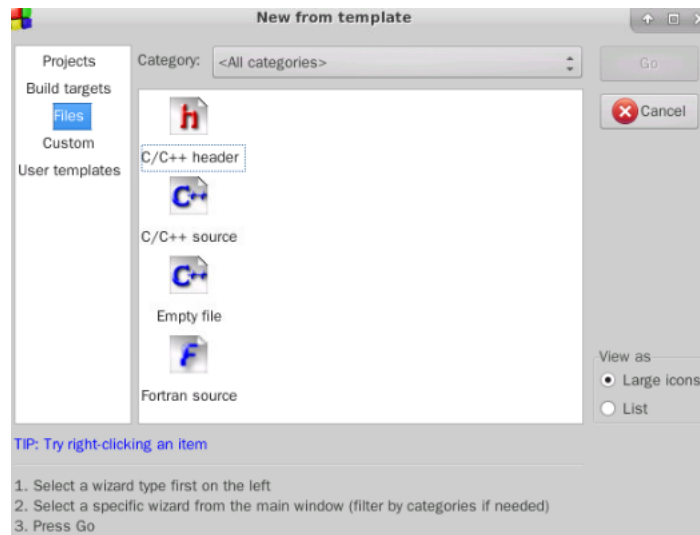 New from template
Projects
Build targets
Files
Custom
User templates
Category: <All categories>
C/C++ header
C/C++ source
Empty file
Fortran source
Go
Cancel
View as
Large icons
List
TIP: Try right-clicking an item
1. Select a wizard type first on the left
2. Select a specific wizard from the main window (filter by categories if needed)
3. Press Go